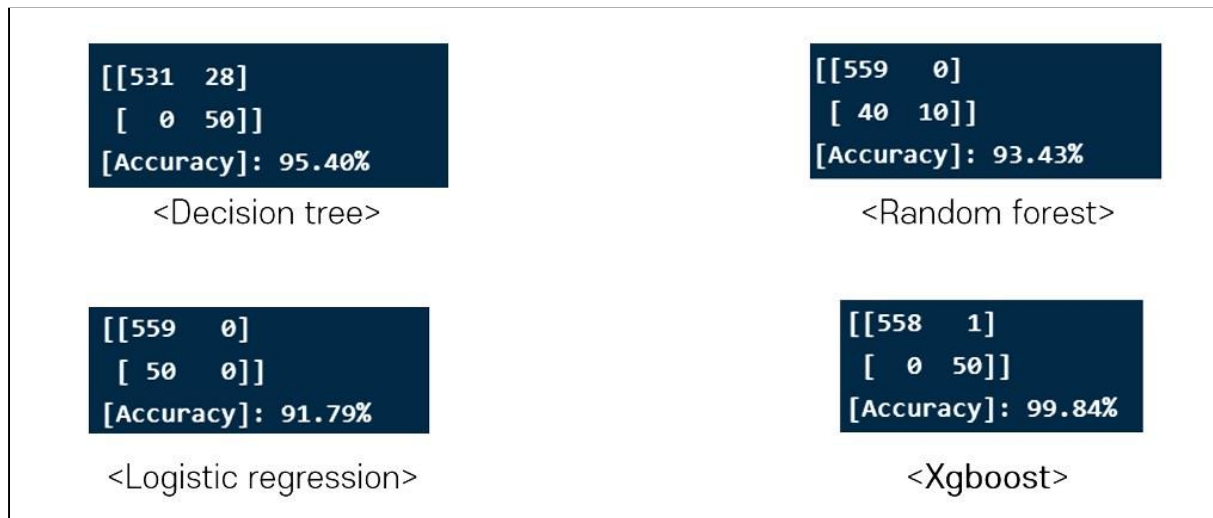 [[531 28]
[ 0 50]]
[Accuracy]: 95.40%
<Decision tree>
[[559 0]
[ 40 10]]
[Accuracy]: 93.43%
<Random forest>
[[559 0]
[ 50 0]]
[Accuracy]: 91.79%
<Logistic regression>
[[558 1]
[ 0 50]]
[Accuracy]: 99.84%
<Xgboost>